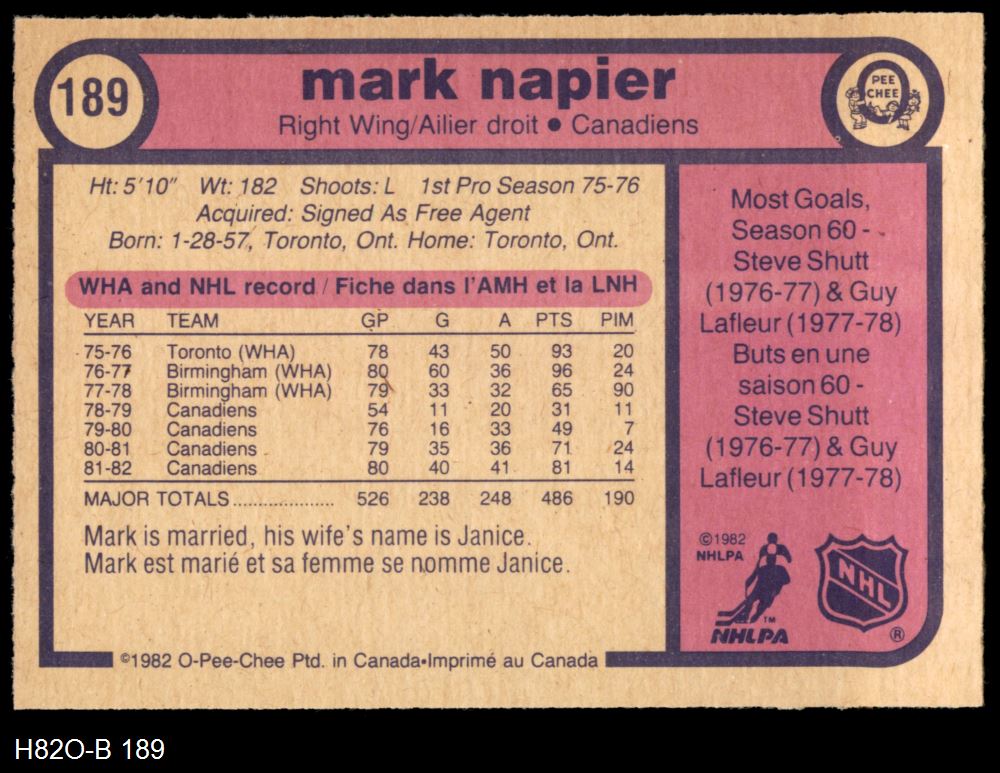 189
mark napier
PEE
CHEE
Right Wing/Ailier droit • Canadiens
Ht: 5'10" Wt: 182 Shoots: L 1st Pro Season 75-76
Acquired: Signed As Free Agent
Born: 1-28-57, Toronto, Ont. Home: Toronto, Ont.
WHA and NHL record / Fiche dans l'AMH et la LNH
YEAR TEAM GP G A PTS PIM
75-76 Toronto (WHA) 78 43 50 93 20
76-77 Birmingham (WHA) 80 60 36 96 24
77-78 Birmingham (WHA) 79 33 32 65 90
78-79 Canadiens 54 11 20 31 11
79-80 Canadiens 76 16 33 49 7
80-81 Canadiens 79 35 36 71 24
81-82 Canadiens 80 40 41 81 14
MAJOR TOTALS................... 526 238 248 486 190
Mark is married, his wife's name is Janice.
Mark est marié et sa femme se nomme Janice.
Most Goals,
Season 60 -
Steve Shutt
(1976-77) & Guy
Lafleur (1977-78)
Buts en une
saison 60 -
Steve Shutt
(1976-77) & Guy
Lafleur (1977-78)
©1982
NHLPA
TM
NHLPA
NHL
®
©1982 O-Pee-Chee Ptd. in Canada•Imprimé au Canada
H82O-B 189